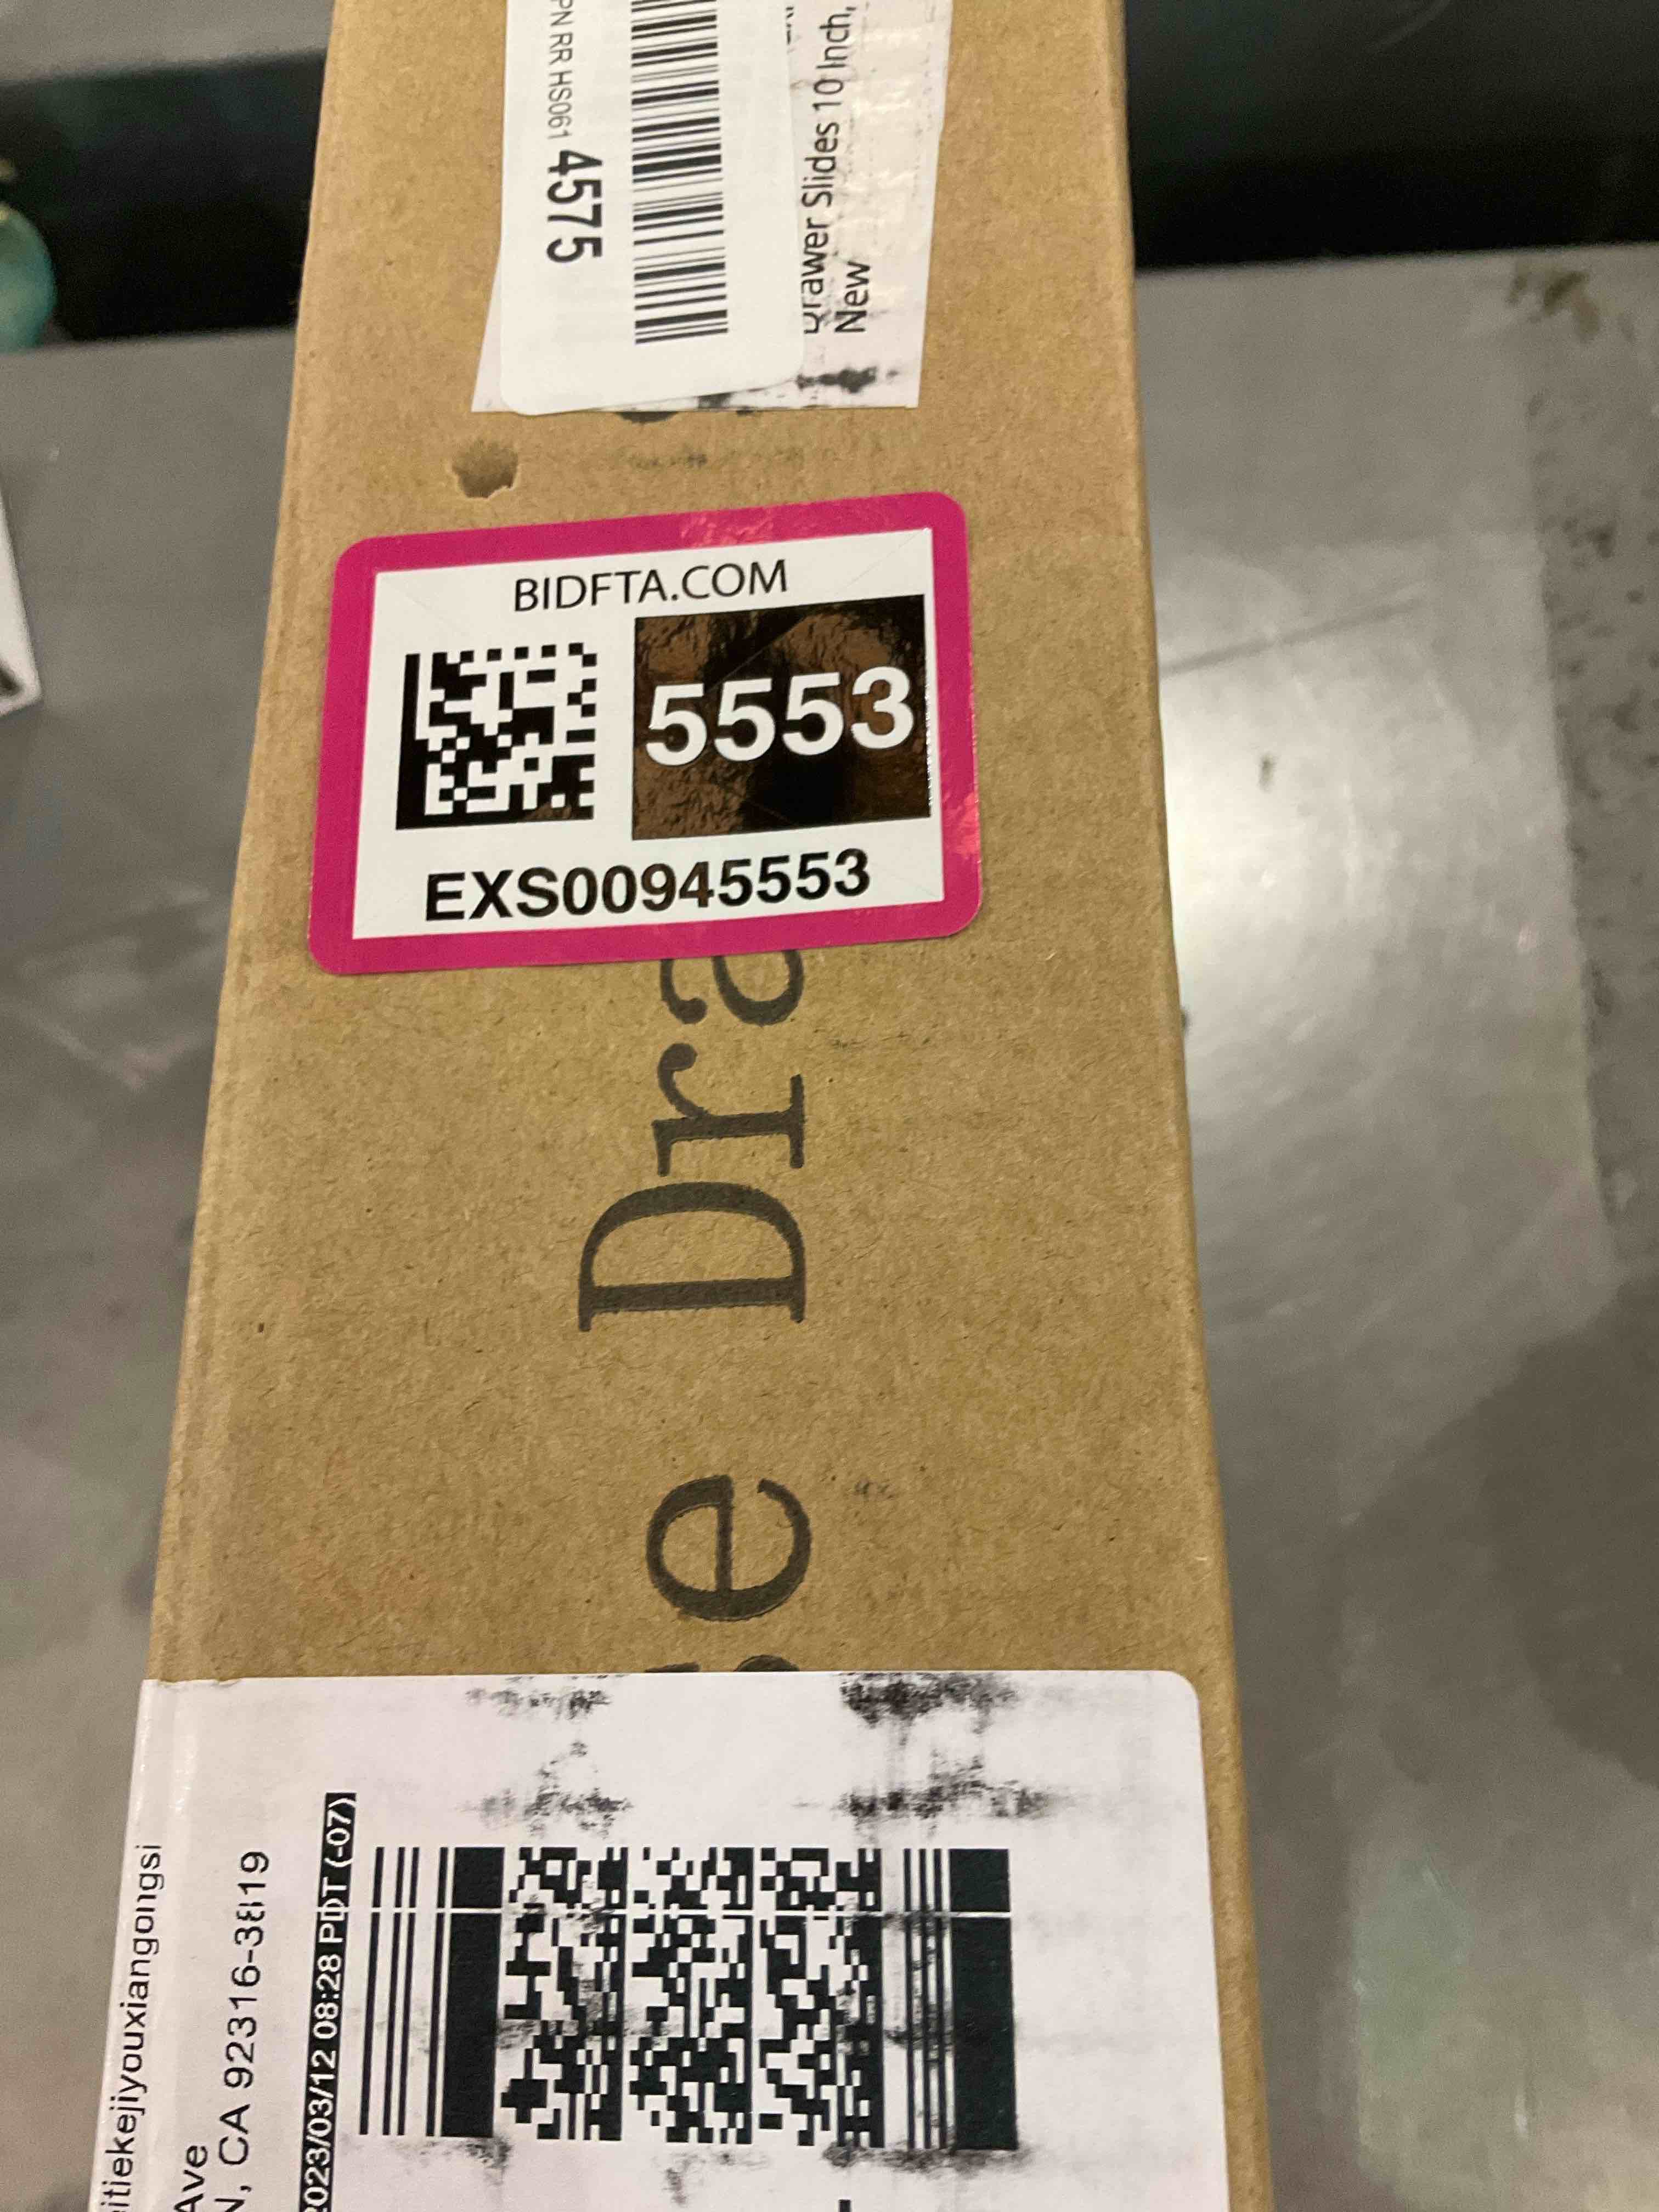 PN RR HS061 4575
Drawer Slides 10 Inch,
New
BIDFTA.COM
5553
EXS00945553
e Dra
itiekejiyouxiangongsi
Ave
N, CA 92316-3819
2023/03/12 08:28 PDT (-07)